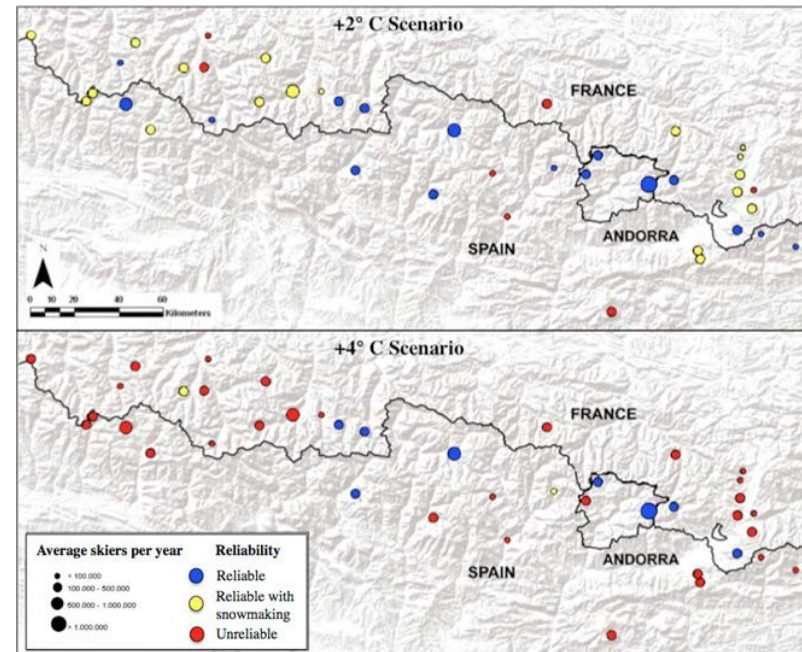 +2° C Scenario
FRANCE
ANDORRA
SPAIN
N
0 10 20 40 60
Kilometers
+4° C Scenario
FRANCE
ANDORRA
SPAIN
Average skiers per year
< 100.000
100.000 - 500.000
500.000 - 1.000.000
> 1.000.000
Reliability
Reliable
Reliable with
snowmaking
Unreliable